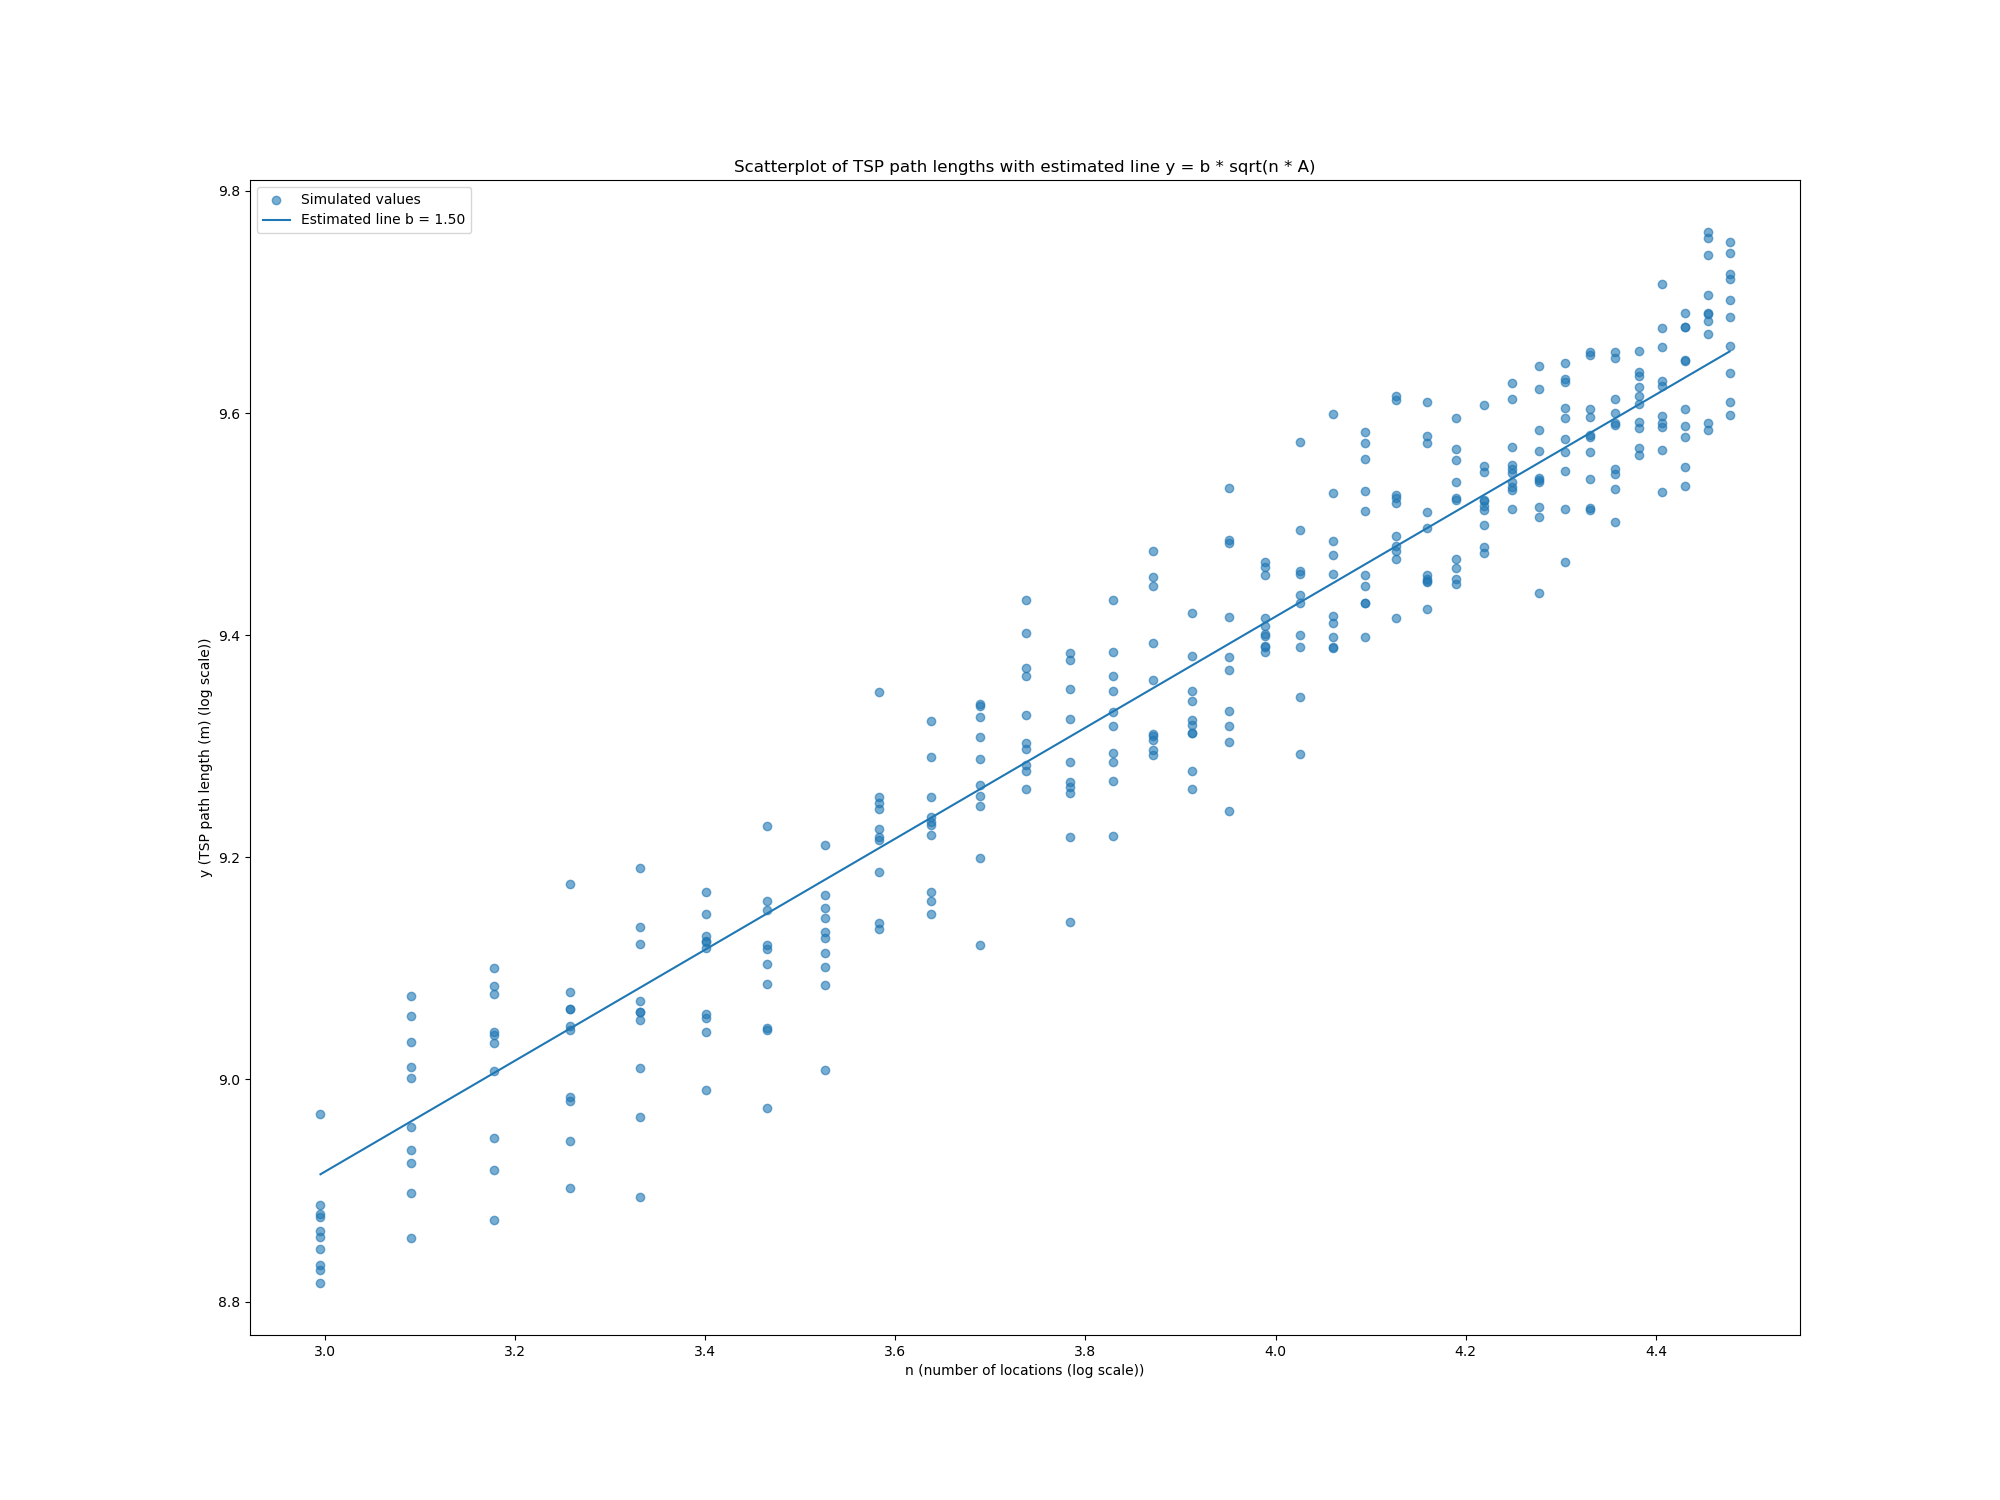 Scatterplot of TSP path lengths with estimated line y = b * sqrt(n * A)
Simulated values
Estimated line b = 1.50
y (TSP path length (m) (log scale))
9.8
9.6
9.4
9.2
9.0
8.8
3.0 3.2 3.4 3.6 3.8 4.0 4.2 4.4
n (number of locations (log scale))